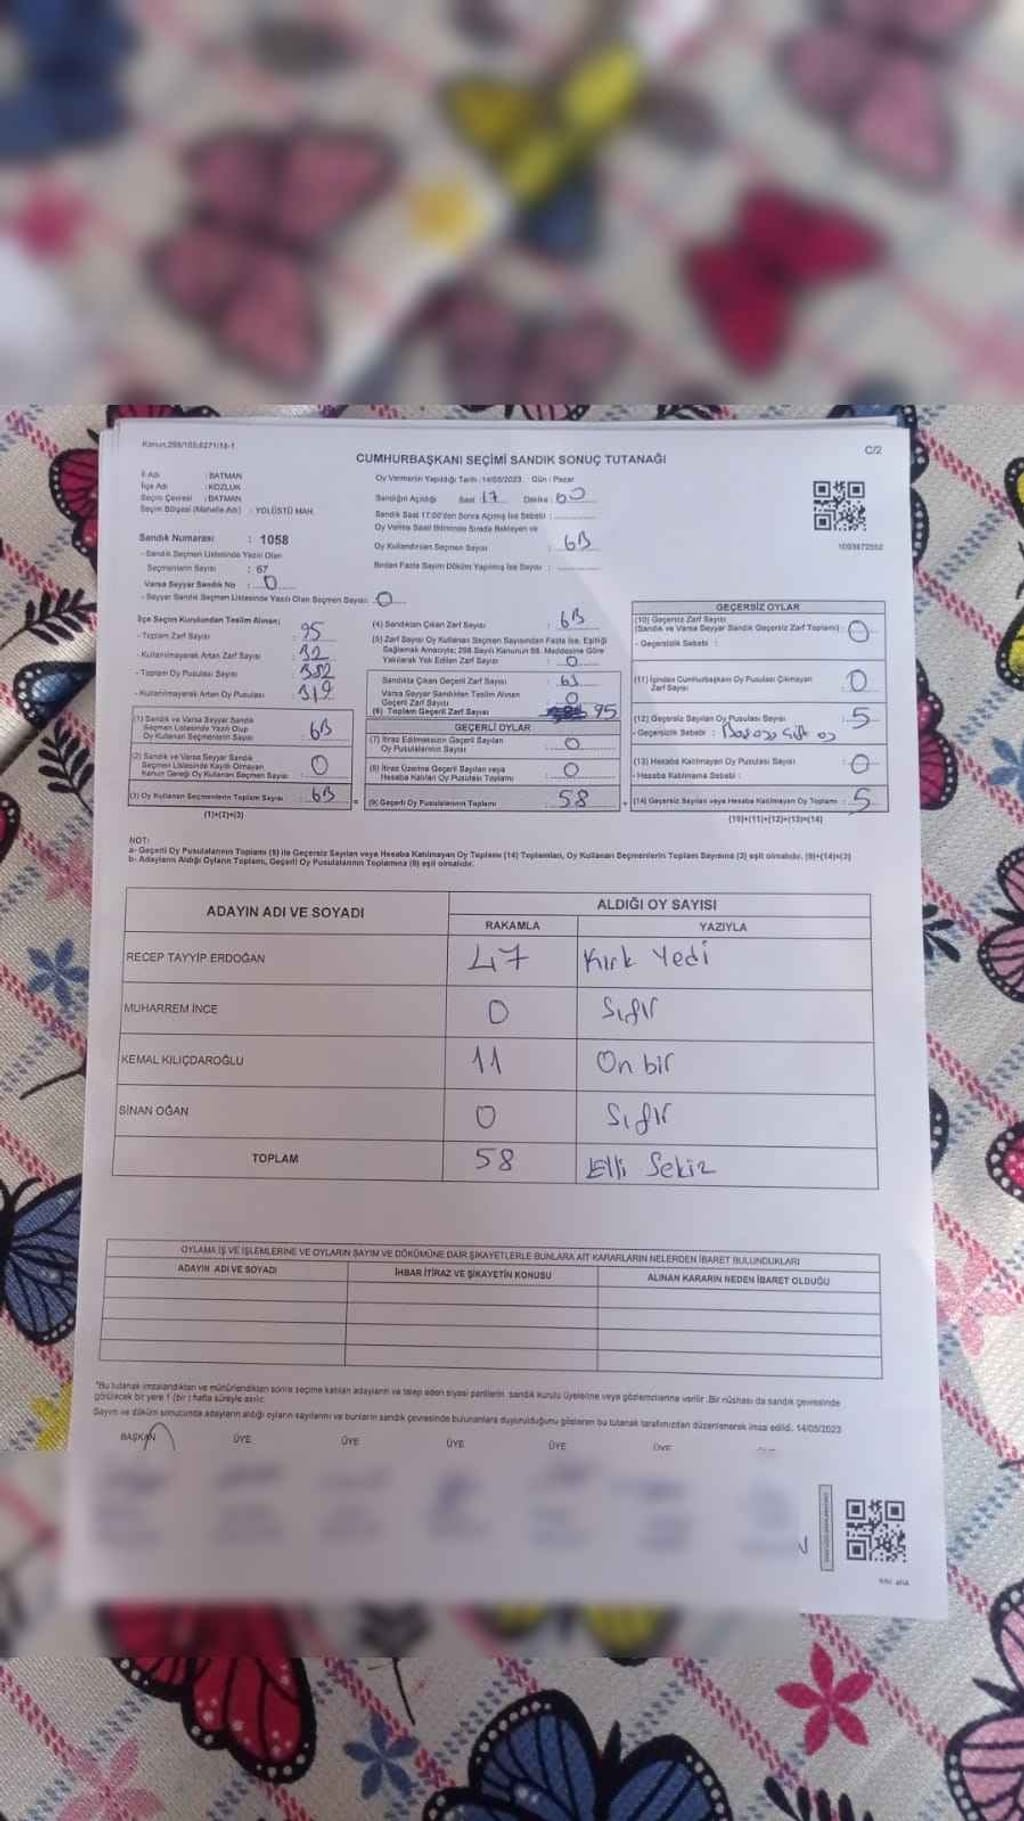 Kanun:298/105;6271/14-1
C/2
CUMHURBAŞKANI SEÇİMİ SANDIK SONUÇ TUTANAĞI
İl Adı : BATMAN
İlçe Adı : KOZLUK
Seçim Çevresi : BATMAN
Seçim Bölgesi (Mahalle Adı) : YOLÜSTÜ MAH.
Oy Vermenin Yapıldığı Tarih :14/05/2023 Gün : Pazar
Sandığın Açıldığı Saat 17 Dakika
Sandık Saat 17:00'den Sonra Açılmış İse Sebebi :
Oy Verme Saati Bitiminde Sırada Bekleyen ve
Oy Kullandırılan Seçmen Sayısı : 63
Birden Fazla Sayım Döküm Yapılmış İse Sayısı :
Sandık Numarası : 1058
- Sandık Seçmen Listesinde Yazılı Olan
Seçmenlerin Sayısı : 67
Varsa Seyyar Sandık No : 0
- Seyyar Sandık Seçmen Listesinde Yazılı Olan Seçmen Sayısı : 0
İlçe Seçim Kurulundan Teslim Alınan;
- Toplam Zarf Sayısı : 95
- Kullanılmayarak Artan Zarf Sayısı : 32
- Toplam Oy Pusulası Sayısı :
- Kullanılmayarak Artan Oy Pusulası : 319
(1) Sandık ve Varsa Seyyar Sandık
Seçmen Listesinde Yazılı Olup
Oy Kullanan Seçmenlerin Sayısı : 63
(2) Sandık ve Varsa Seyyar Sandık
Seçmen Listesinde Kayıtlı Olmayan
Kanun Gereği Oy Kullanan Seçmen Sayısı: 0
(3) Oy Kullanan Seçmenlerin Toplam Sayısı : 63
(1)+(2)=(3)
(4) Sandıktan Çıkan Zarf Sayısı : 63
(5) Zarf Sayısı Oy Kullanan Seçmen Sayısından Fazla İse, Eşitliği
Sağlamak Amacıyla; 298 Sayılı Kanunun 98. Maddesine Göre
Yakılarak Yok Edilen Zarf Sayısı : 0
Sandıkta Çıkan Geçerli Zarf Sayısı : 63
Varsa Seyyar Sandıktan Teslim Alınan
Geçerli Zarf Sayısı : 0
(6) Toplam Geçerli Zarf Sayısı : 95
GEÇERLİ OYLAR
(7) İtiraz Edilmeksizin Geçerli Sayılan
Oy Pusulalarının Sayısı : 0
(8) İtiraz Üzerine Geçerli Sayılan veya
Hesaba Katılan Oy Pusulası Toplamı : 0
= (9) Geçerli Oy Pusulalarının Toplamı : 58
GEÇERSİZ OYLAR
(10) Geçersiz Zarf Sayısı
(Sandık ve Varsa Seyyar Sandık Geçersiz Zarf Toplamı) : 0
- Geçersizlik Sebebi :
(11) İçinden Cumhurbaşkanı Oy Pusulası Çıkmayan
Zarf Sayısı : 0
(12) Geçersiz Sayılan Oy Pusulası Sayısı : 5
- Geçersizlik Sebebi :
(13) Hesaba Katılmayan Oy Pusulası Sayısı : 0
- Hesaba Katılmama Sebebi :
+ (14) Geçersiz Sayılan veya Hesaba Katılmayan Oy Toplamı : 5
(10)+(11)+(12)+(13)=(14)
NOT:
a- Geçerli Oy Pusulalarının Toplamı (9) ile Geçersiz Sayılan veya Hesaba Katılmayan Oy Toplamı (14) Toplamları, Oy Kullanan Seçmenlerin Toplam Sayısına (3) eşit olmalıdır. (9)+(14)=(3)
b- Adayların Aldığı Oyların Toplamı, Geçerli Oy Pusulalarının Toplamına (9) eşit olmalıdır.
ADAYIN ADI VE SOYADI
ALDIĞI OY SAYISI
RAKAMLA YAZIYLA
RECEP TAYYİP ERDOĞAN 47 Kırk Yedi
MUHARREM İNCE 0 Sıfır
KEMAL KILIÇDAROĞLU 11 On bir
SİNAN OĞAN 0 Sıfır
TOPLAM 58 Elli Sekiz
OYLAMA İŞ VE İŞLEMLERİNE VE OYLARIN SAYIM VE DÖKÜMÜNE DAİR ŞİKAYETLERLE BUNLARA AİT KARARLARIN NELERDEN İBARET BULUNDUKLARI
ADAYIN ADI VE SOYADI İHBAR İTİRAZ VE ŞİKAYETİN KONUSU ALINAN KARARIN NEDEN İBARET OLDUĞU
"Bu tutanak imzalandıktan ve mühürlendikten sonra seçime katılan adayların ve talep eden siyasi partilerin sandık kurulu üyelerine veya gözlemcilerine verilir .Bir nüshası da sandık çevresinde
görülecek bir yere 1 (bir ) hafta süreyle asılır.
Sayım ve döküm sonucunda adayların aldığı oyların sayılarını ve bunların sandık çevresinde bulunanlara duyurulduğunu gösteren bu tutanak tarafımızdan düzenlenerek imza edildi. 14/05/2023
BAŞKAN ÜYE ÜYE ÜYE ÜYE ÜYE